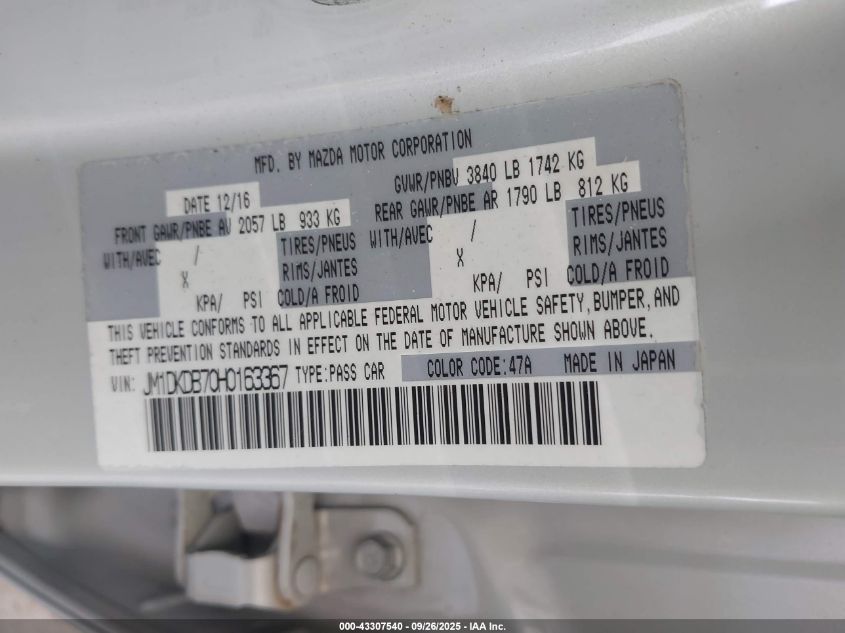 MFD. BY MAZDA MOTOR CORPORATION
DATE 12/16 GVWR/PNBV 3840 LB 1742 KG
FRONT GAWR/PNBE AV 2057 LB 933 KG REAR GAWR/PNBE AR 1790 LB 812 KG
WITH/AVEC / TIRES/PNEUS WITH/AVEC / TIRES/PNEUS
X RIMS/JANTES X RIMS/JANTES
KPA/ PSI COLD/A FROID KPA/ PSI COLD/A FROID
THIS VEHICLE CONFORMS TO ALL APPLICABLE FEDERAL MOTOR VEHICLE SAFETY, BUMPER, AND
THEFT PREVENTION STANDARDS IN EFFECT ON THE DATE OF MANUFACTURE SHOWN ABOVE.
VIN: JM1DKDB70H0163367 TYPE:PASS CAR COLOR CODE:47A MADE IN JAPAN
000-43307540 - 09/26/2025 - IAA Inc.